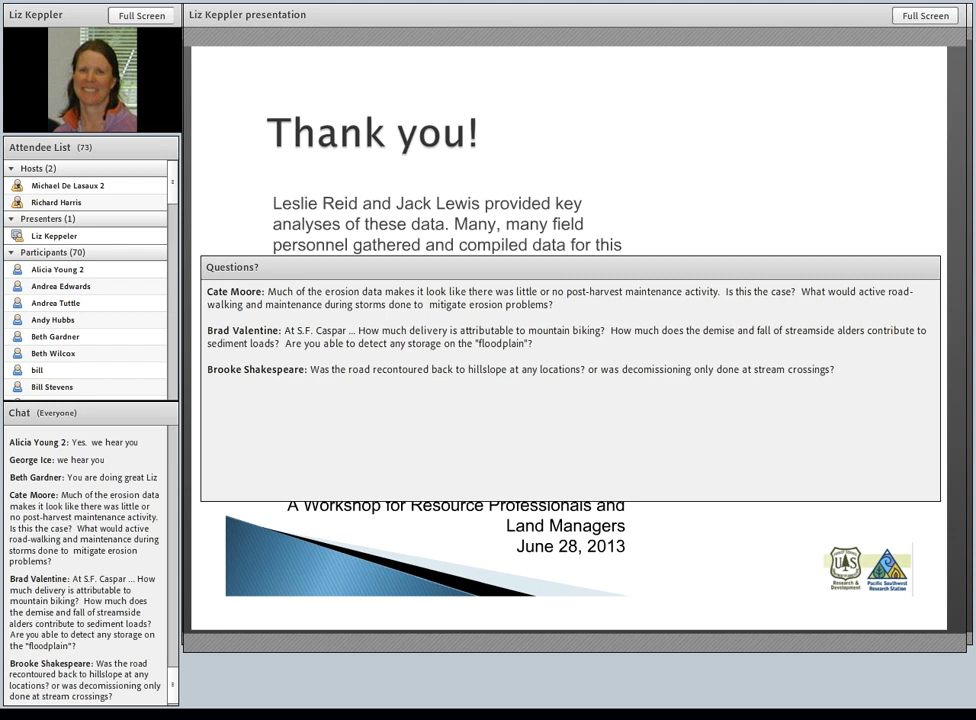 Liz Keppler
Full Screen
Attendee List (73)
Hosts (2)
Michael De Lasaux 2
Richard Harris
Presenters (1)
Liz Keppeler
Participants (70)
Alicia Young 2
Andrea Edwards
Andrea Tuttle
Andy Hubbs
Beth Gardner
Beth Wilcox
bill
Bill Stevens
Chat (Everyone)
Alicia Young 2: Yes. we hear you
George Ice: we hear you
Beth Gardner: You are doing great Liz
Cate Moore: Much of the erosion data
makes it look like there was little or
no post-harvest maintenance activity.
Is this the case? What would active
road-walking and maintenance during
storms done to mitigate erosion
problems?
Brad Valentine: At S.F. Caspar ... How
much delivery is attributable to
mountain biking? How much does
the demise and fall of streamside
alders contribute to sediment loads?
Are you able to detect any storage on
the "floodplain"?
Brooke Shakespeare: Was the road
recontoured back to hillslope at any
locations? or was decomissioning only
done at stream crossings?
Liz Keppler presentation
Full Screen
Thank you!
Leslie Reid and Jack Lewis provided key
analyses of these data. Many, many field
personnel gathered and compiled data for this
Questions?
Cate Moore: Much of the erosion data makes it look like there was little or no post-harvest maintenance activity. Is this the case? What would active road-
walking and maintenance during storms done to mitigate erosion problems?
Brad Valentine: At S.F. Caspar ... How much delivery is attributable to mountain biking? How much does the demise and fall of streamside alders contribute to
sediment loads? Are you able to detect any storage on the "floodplain"?
Brooke Shakespeare: Was the road recontoured back to hillslope at any locations? or was decomissioning only done at stream crossings?
A Workshop for Resource Professionals and
Land Managers
June 28, 2013
UAS
Research &
Development
Pacific Southwest
Research Station